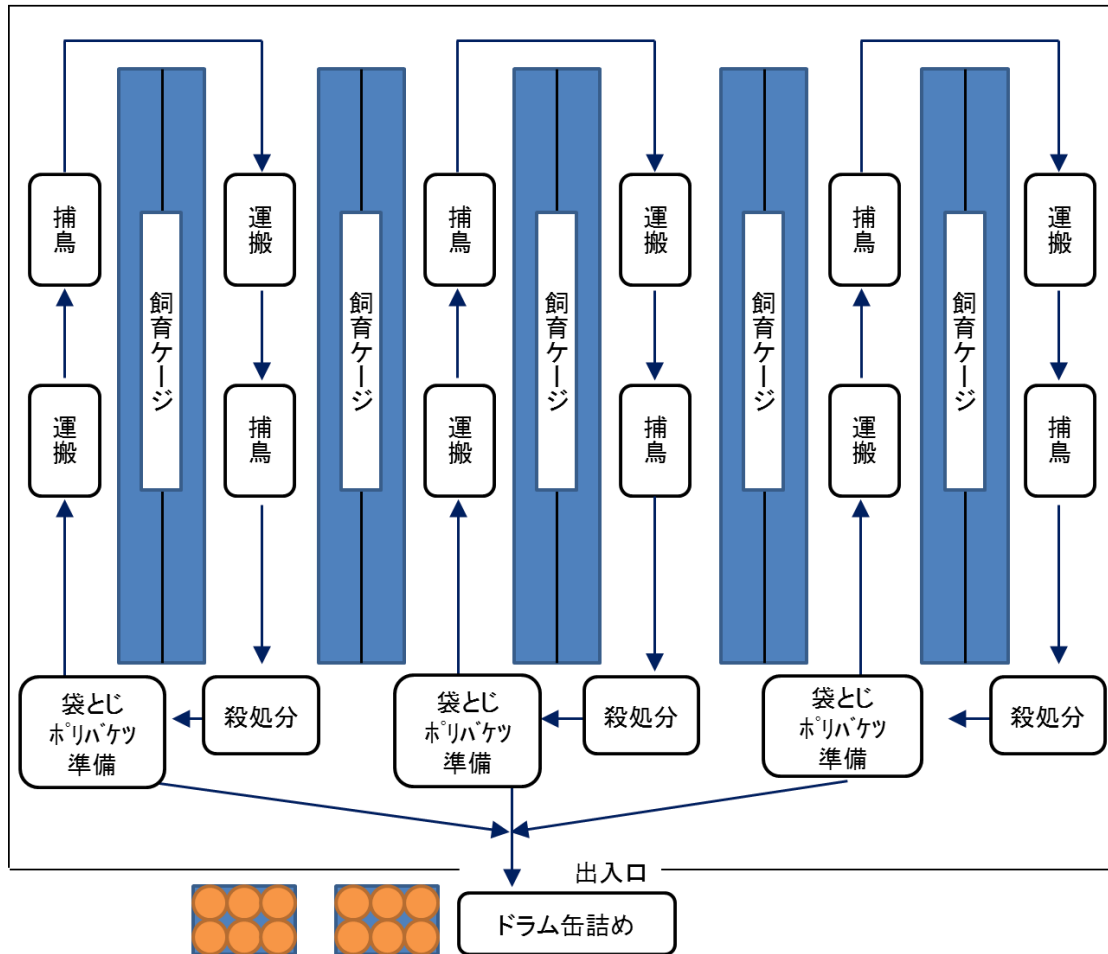 捕鳥
運搬
捕鳥
運搬
捕鳥
運搬
飼育ケージ
飼育ケージ
飼育ケージ
飼育ケージ
飼育ケージ
運搬
捕鳥
運搬
捕鳥
運搬
捕鳥
袋とじ
ﾎﾟﾘﾊﾞｹﾂ
準備
殺処分
袋とじ
ﾎﾟﾘﾊﾞｹﾂ
準備
殺処分
袋とじ
ﾎﾟﾘﾊﾞｹﾂ
準備
殺処分
出入口
ドラム缶詰め